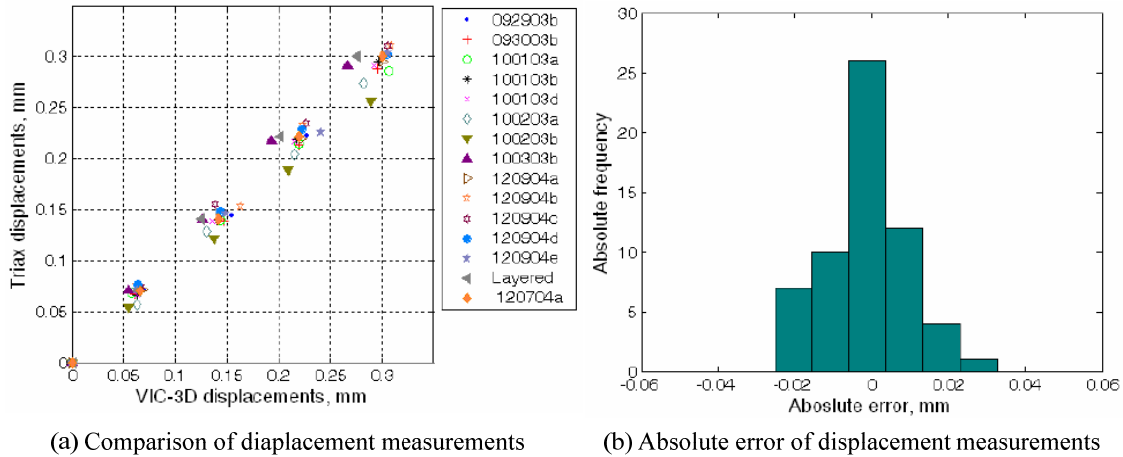 0.3
0.25
0.2
0.15
0.1
0.05
0
Triax displacements, mm
0 0.05 0.1 0.15 0.2 0.25 0.3
VIC-3D displacements, mm
092903b
093003b
100103a
100103b
100103d
100203a
100203b
100303b
120904a
120904b
120904c
120904d
120904e
Layered
120704a
(a) Comparison of diaplacement measurements
30
25
20
15
10
5
0
Absolute frequency
-0.06 -0.04 -0.02 0 0.02 0.04 0.06
Aboslute error, mm
(b) Absolute error of displacement measurements